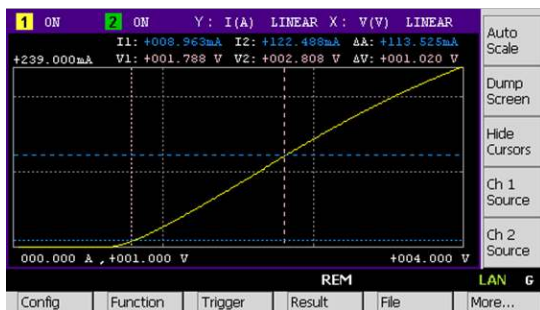 1 ON 2 ON Y: I(A) LINEAR X: V(V) LINEAR
I1: +008.963mA I2: +122.488mA ΔA: +113.525mA
+239.000mA V1: +001.788 V V2: +002.808 V ΔV: +001.020 V
000.000 A ,+001.000 V +004.000 V
Auto
Scale
Dump
Screen
Hide
Cursors
Ch 1
Source
Ch 2
Source
REM LAN G
Config Function Trigger Result File More...